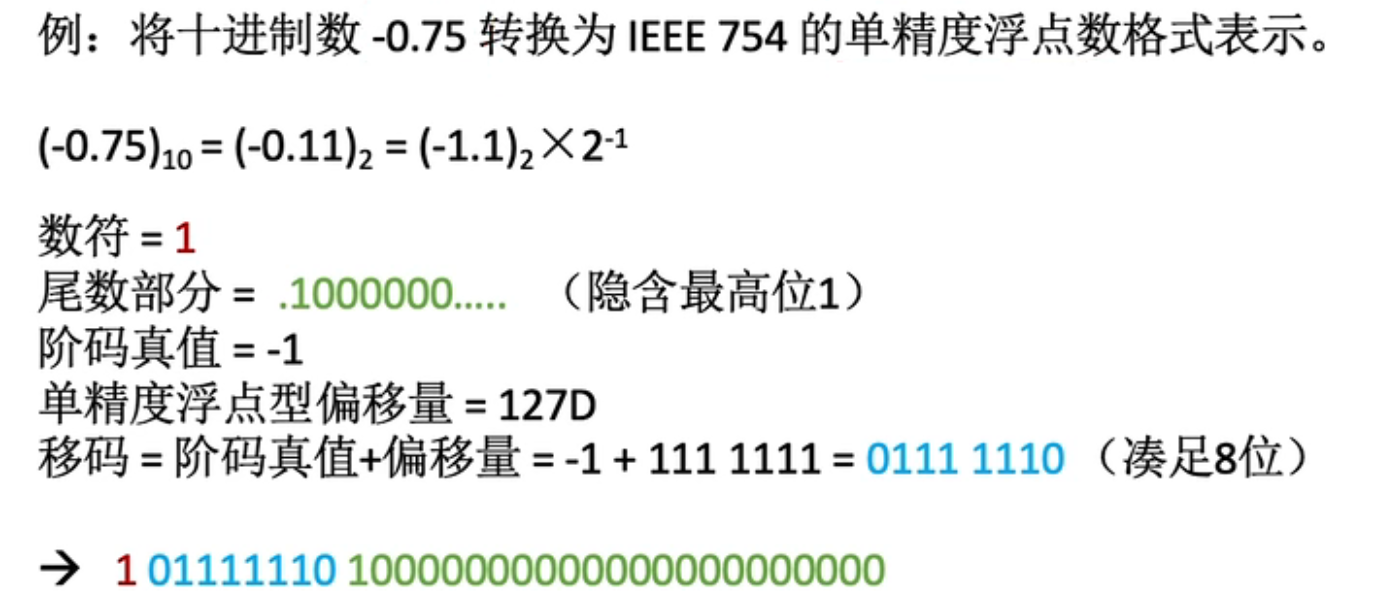 例：将十进制数 -0.75 转换为 IEEE 754 的单精度浮点数格式表示。
(-0.75)₁₀ = (-0.11)₂ = (-1.1)₂×2⁻¹
数符 = 1
尾数部分 = .1000000..... （隐含最高位1）
阶码真值 = -1
单精度浮点型偏移量 = 127D
移码 = 阶码真值+偏移量 = -1 + 111 1111 = 0111 1110 （凑足8位）
→ 1 01111110 10000000000000000000000